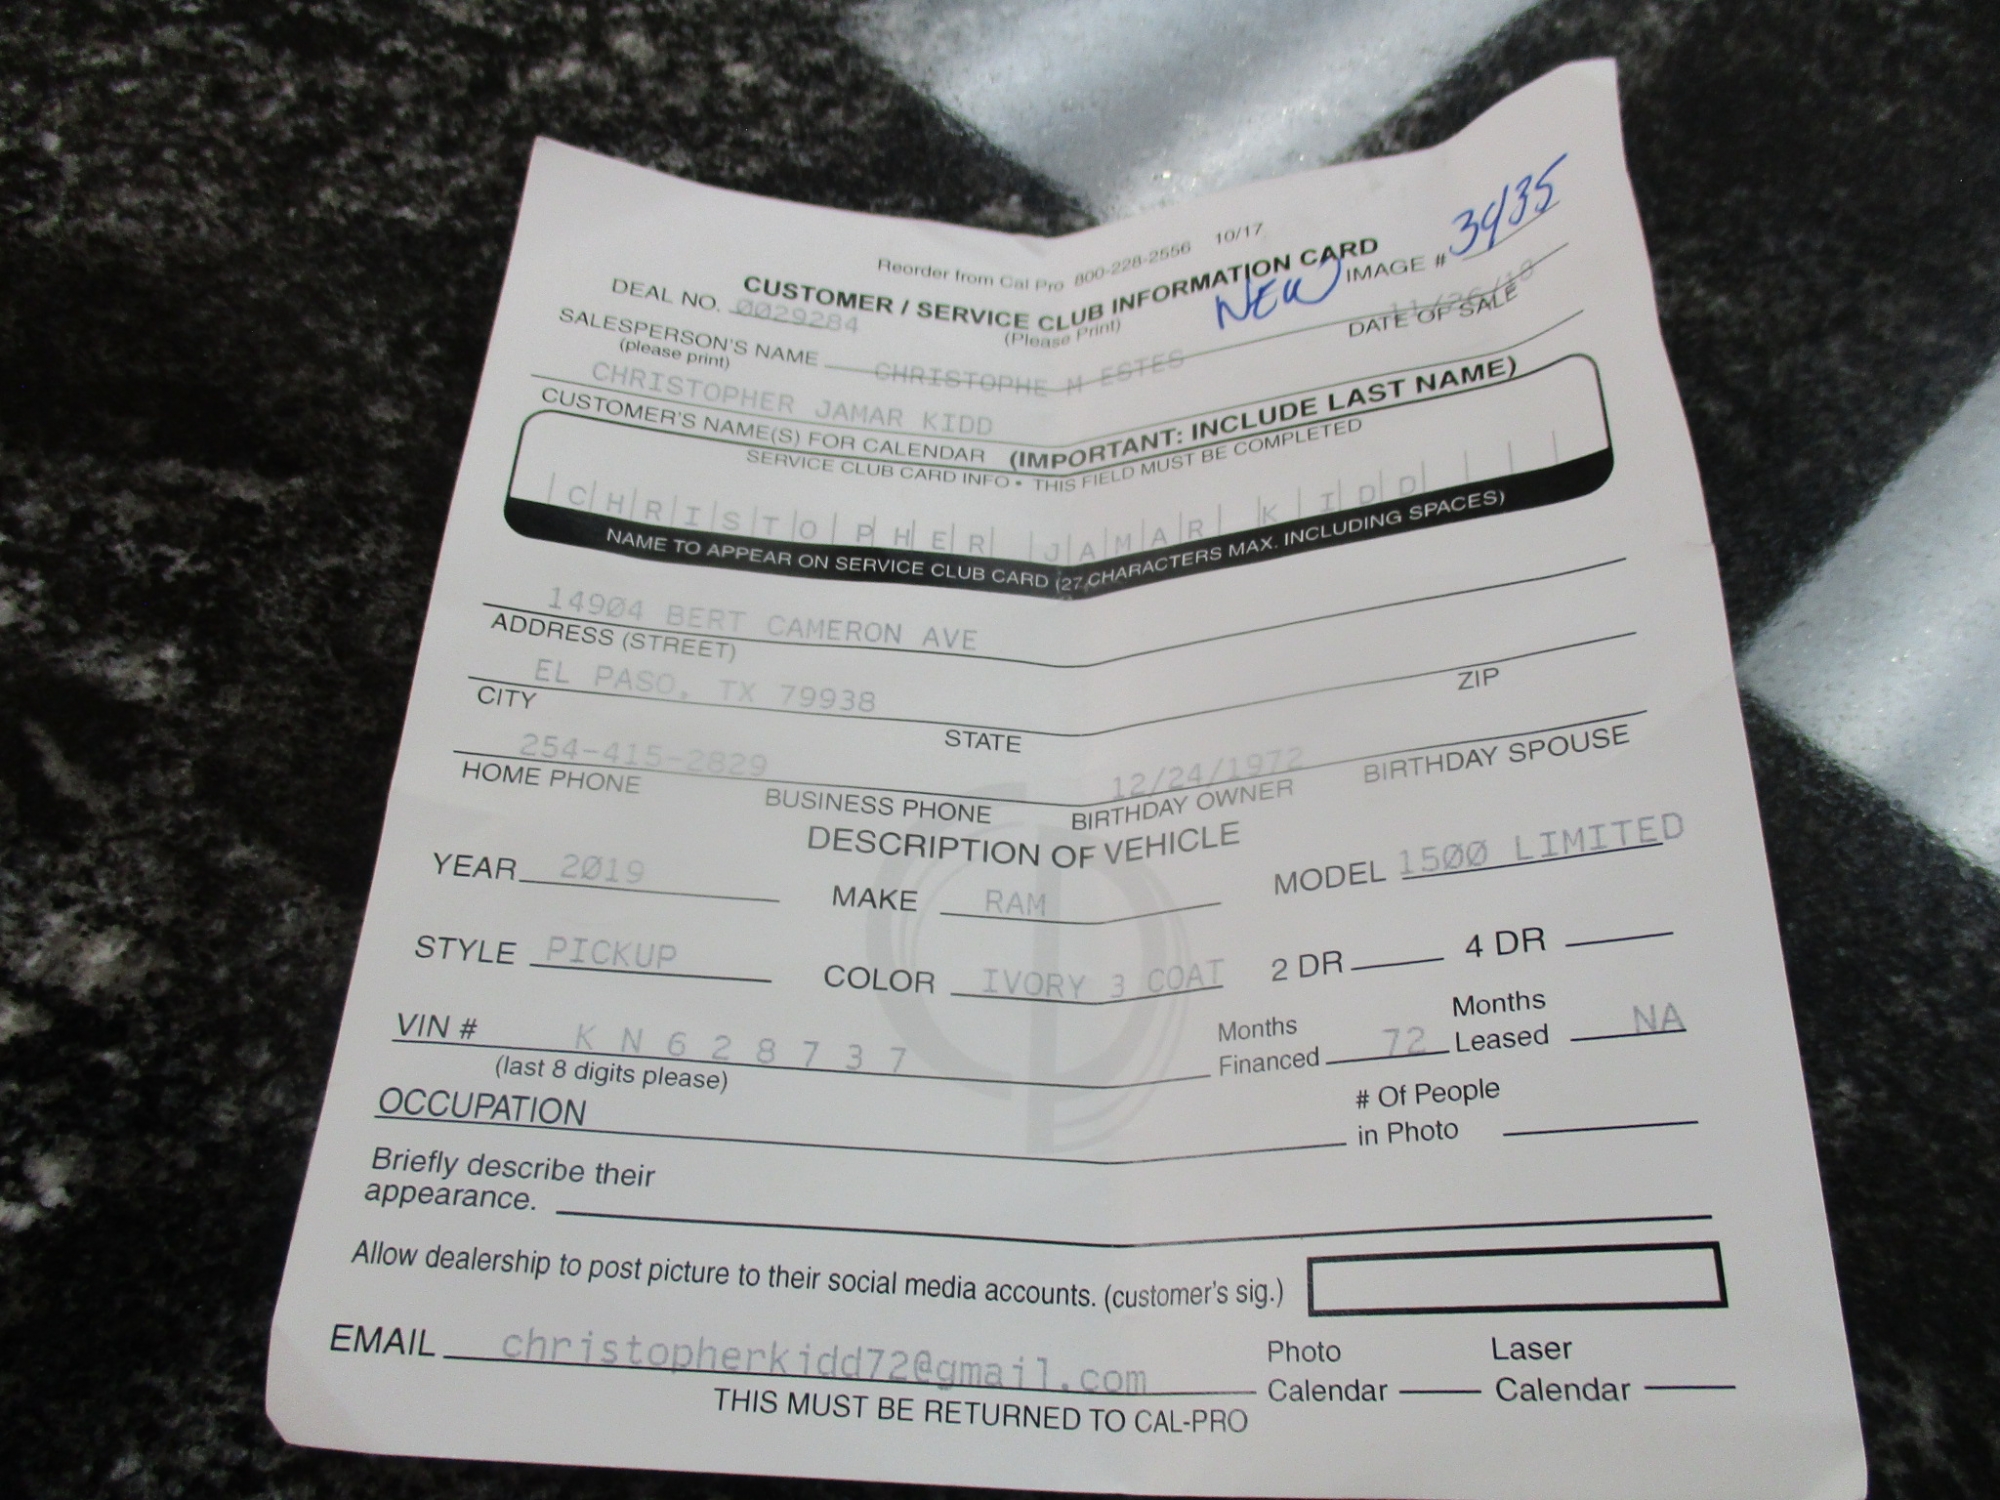 Reorder from Cal Pro 800-228-2556 10/17
CUSTOMER / SERVICE CLUB INFORMATION CARD
(Please Print)
NEW IMAGE # 3435
DEAL NO. 0029284
DATE OF SALE
SALESPERSON'S NAME CHRISTOPHE M ESTES
(please print)
CHRISTOPHER JAMAR KIDD
CUSTOMER'S NAME(S) FOR CALENDAR (IMPORTANT: INCLUDE LAST NAME)
SERVICE CLUB CARD INFO • THIS FIELD MUST BE COMPLETED
CHRISTOPHER JAMAR KIDD
NAME TO APPEAR ON SERVICE CLUB CARD (27 CHARACTERS MAX. INCLUDING SPACES)
14904 BERT CAMERON AVE
ADDRESS (STREET)
EL PASO, TX 79938
CITY STATE ZIP
254-415-2829 12/24/1972
HOME PHONE BUSINESS PHONE BIRTHDAY OWNER BIRTHDAY SPOUSE
DESCRIPTION OF VEHICLE
YEAR 2019 MAKE RAM MODEL 1500 LIMITED
STYLE PICKUP COLOR IVORY 3 COAT 2 DR 4 DR
VIN # K N 6 2 8 7 3 7 Months Financed 72 Months Leased NA
(last 8 digits please)
OCCUPATION # Of People in Photo
Briefly describe their
appearance.
Allow dealership to post picture to their social media accounts. (customer's sig.)
EMAIL christopherkidd72@gmail.com Photo Calendar Laser Calendar
THIS MUST BE RETURNED TO CAL-PRO